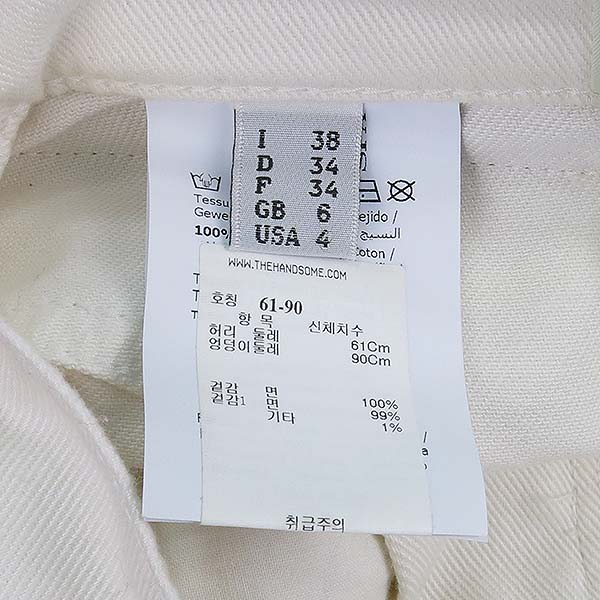 I 38
D 34
F 34
GB 6
USA 4
Tessu
Gewe
100%
ejido /
النسيج
oton /
WWW.THEHANDSOME.COM
호칭 61-90
항 목 신체치수
허리 둘레 61Cm
엉덩이둘레 90Cm
겉감 면 100%
겉감1 면 99%
기타 1%
취급주의